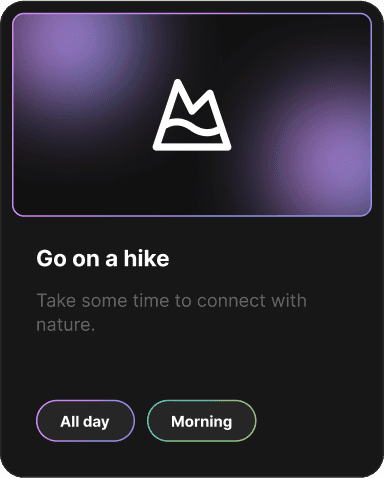 Go on a hike
Take some time to connect with
nature.
All day
Morning